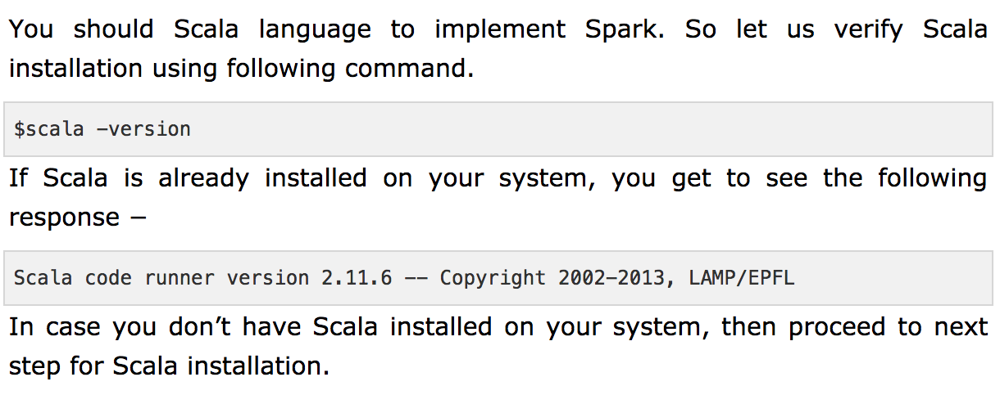 You should Scala language to implement Spark. So let us verify Scala
installation using following command.
$scala -version
If Scala is already installed on your system, you get to see the following
response −
Scala code runner version 2.11.6 -- Copyright 2002-2013, LAMP/EPFL
In case you don’t have Scala installed on your system, then proceed to next
step for Scala installation.